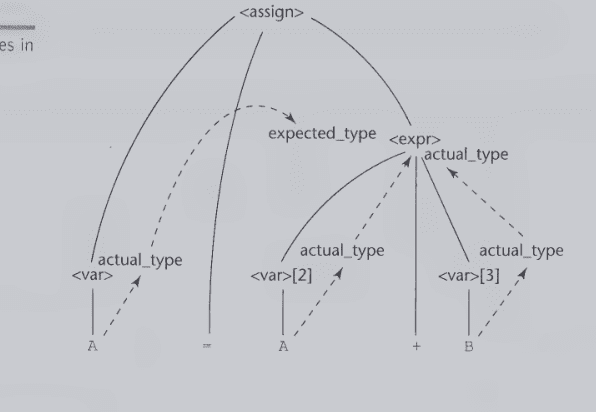 <assign>
es in
expected_type <expr>
actual_type
actual_type
<var>
actual_type
<var>[2]
actual_type
<var>[3]
A = A + B